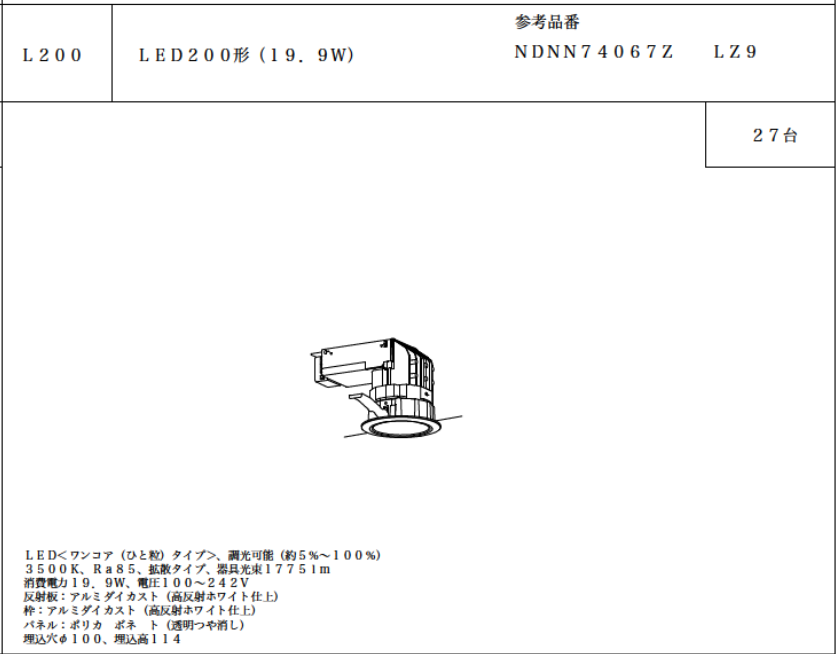 参考品番
L200 LED200形(19.9W) NDNN74067Z LZ9
27台
LED<ワンコア(ひと粒)タイプ>、調光可能(約5%～100%)
3500K、Ra85、拡散タイプ、器具光束1775lm
消費電力19.9W、電圧100～242V
反射板:アルミダイカスト(高反射ホワイト仕上)
枠:アルミダイカスト(高反射ホワイト仕上)
パネル:ポリカ ボネ ト(透明つや消し)
埋込穴φ100、埋込高114